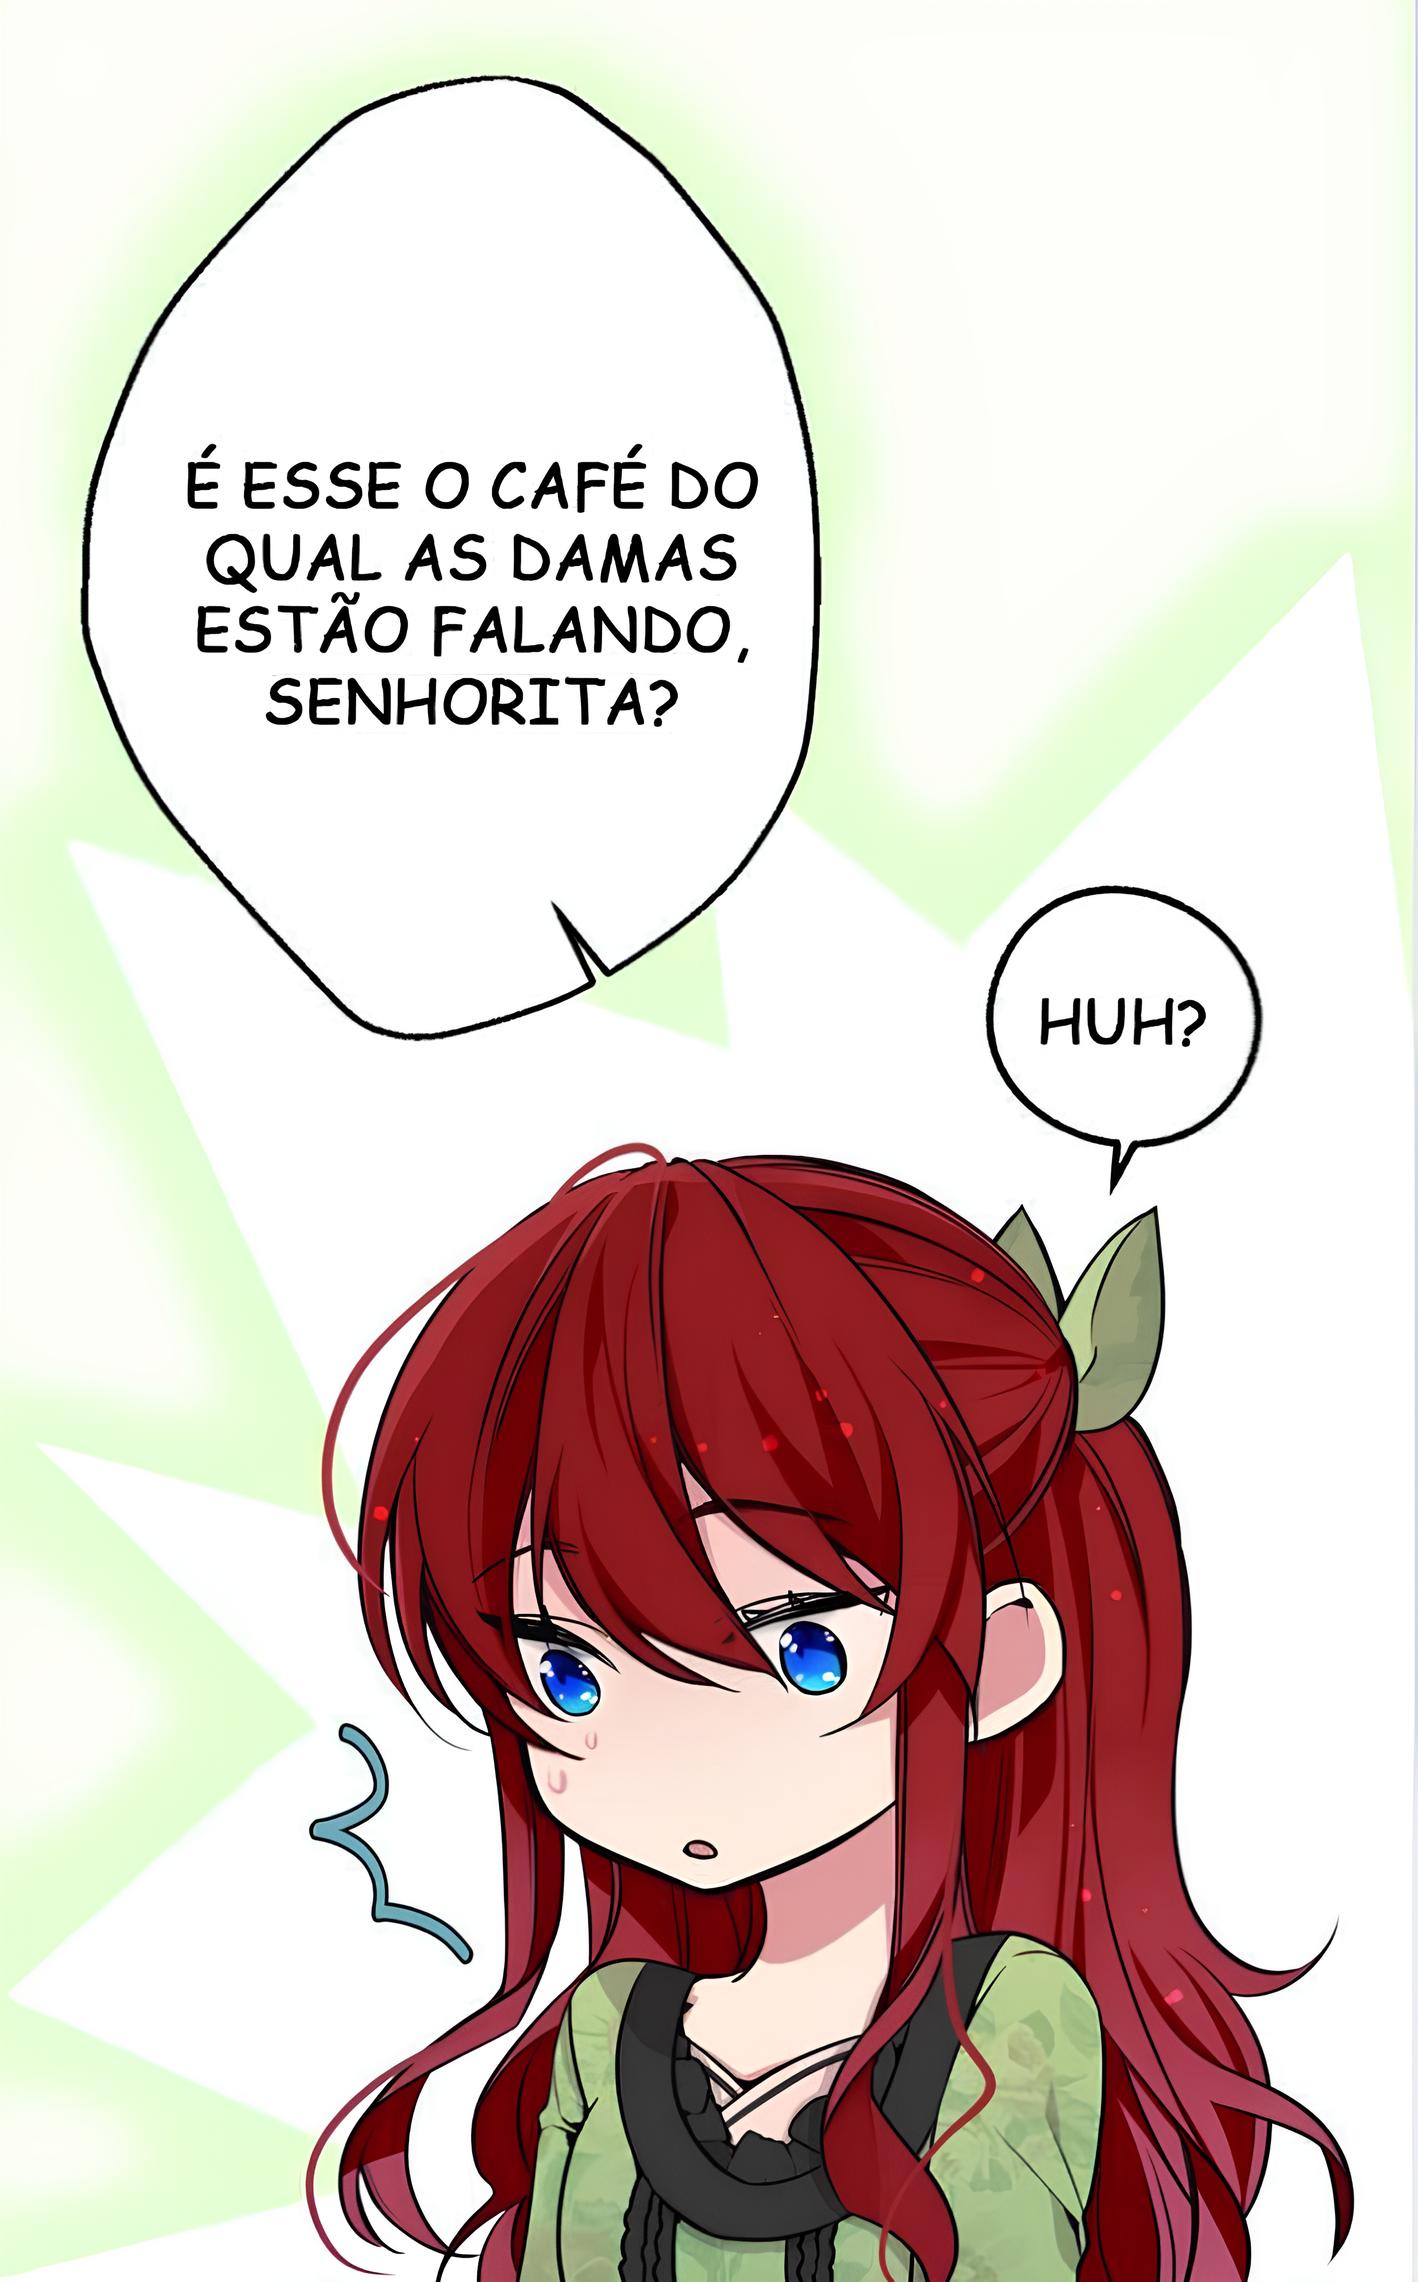 É ESSE O CAFÉ DO
QUAL AS DAMAS
ESTÃO FALANDO,
SENHORITA?
HUH?